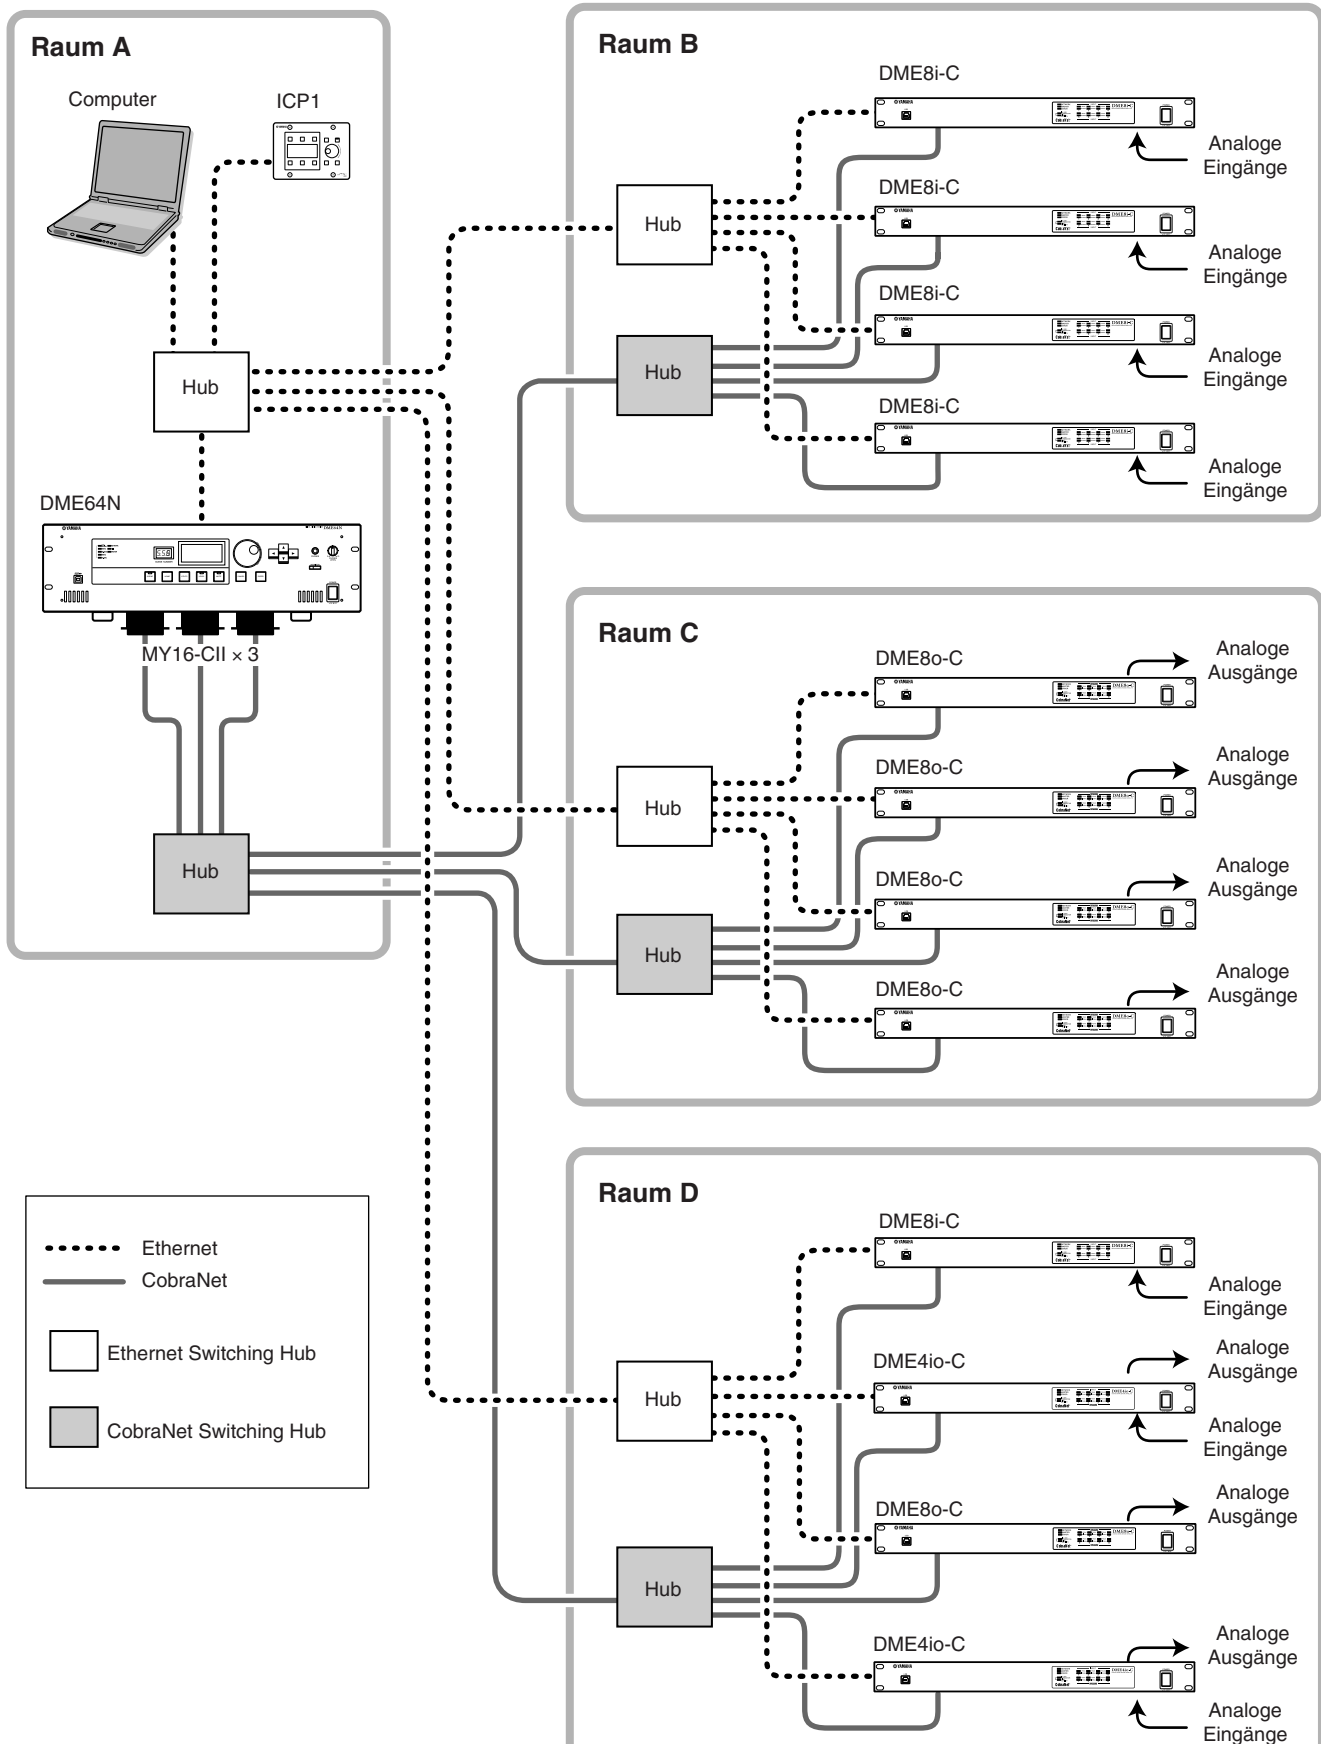 Raum A
Computer
ICP1
Hub
DME64N
YAMAHA
DME64N
MY16-CII × 3
Hub
Ethernet
CobraNet
Ethernet Switching Hub
CobraNet Switching Hub
Raum B
DME8i-C
Analoge
Eingänge
DME8i-C
Analoge
Eingänge
DME8i-C
Analoge
Eingänge
DME8i-C
Analoge
Eingänge
Hub
Hub
Raum C
DME8o-C
Analoge
Ausgänge
DME8o-C
Analoge
Ausgänge
DME8o-C
Analoge
Ausgänge
DME8o-C
Analoge
Ausgänge
Hub
Hub
Raum D
DME8i-C
Analoge
Eingänge
DME4io-C
Analoge
Ausgänge
Analoge
Eingänge
DME8o-C
Analoge
Ausgänge
DME4io-C
Analoge
Ausgänge
Analoge
Eingänge
Hub
Hub